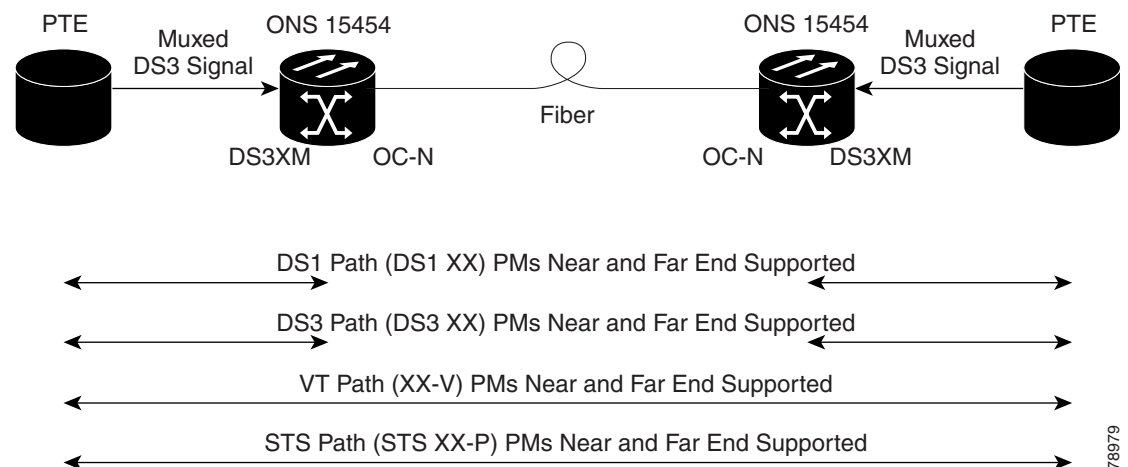 PTE
ONS 15454
ONS 15454
PTE
Muxed
DS3 Signal
Muxed
DS3 Signal
Fiber
DS3XM
OC-N
OC-N
DS3XM
DS1 Path (DS1 XX) PMs Near and Far End Supported
DS3 Path (DS3 XX) PMs Near and Far End Supported
VT Path (XX-V) PMs Near and Far End Supported
STS Path (STS XX-P) PMs Near and Far End Supported
78979